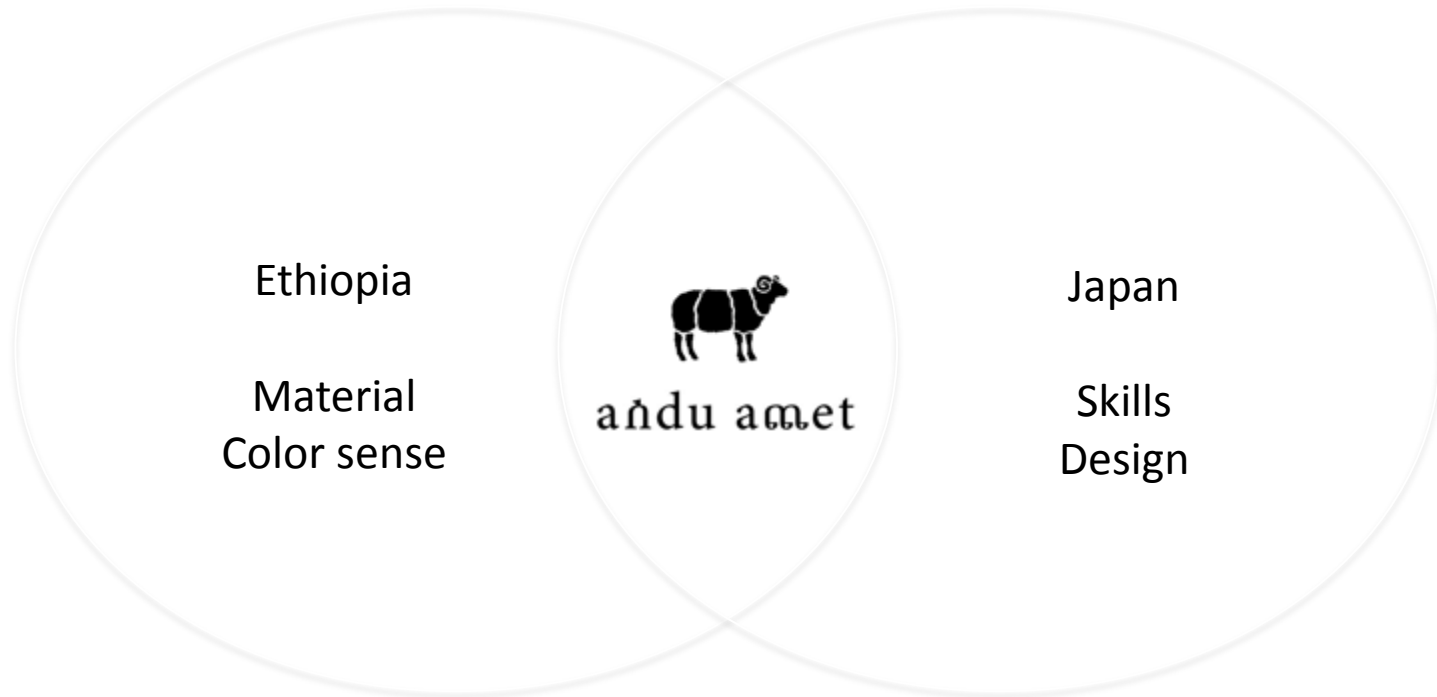 Ethiopia
Material
Color sense
andu amet
Japan
Skills
Design